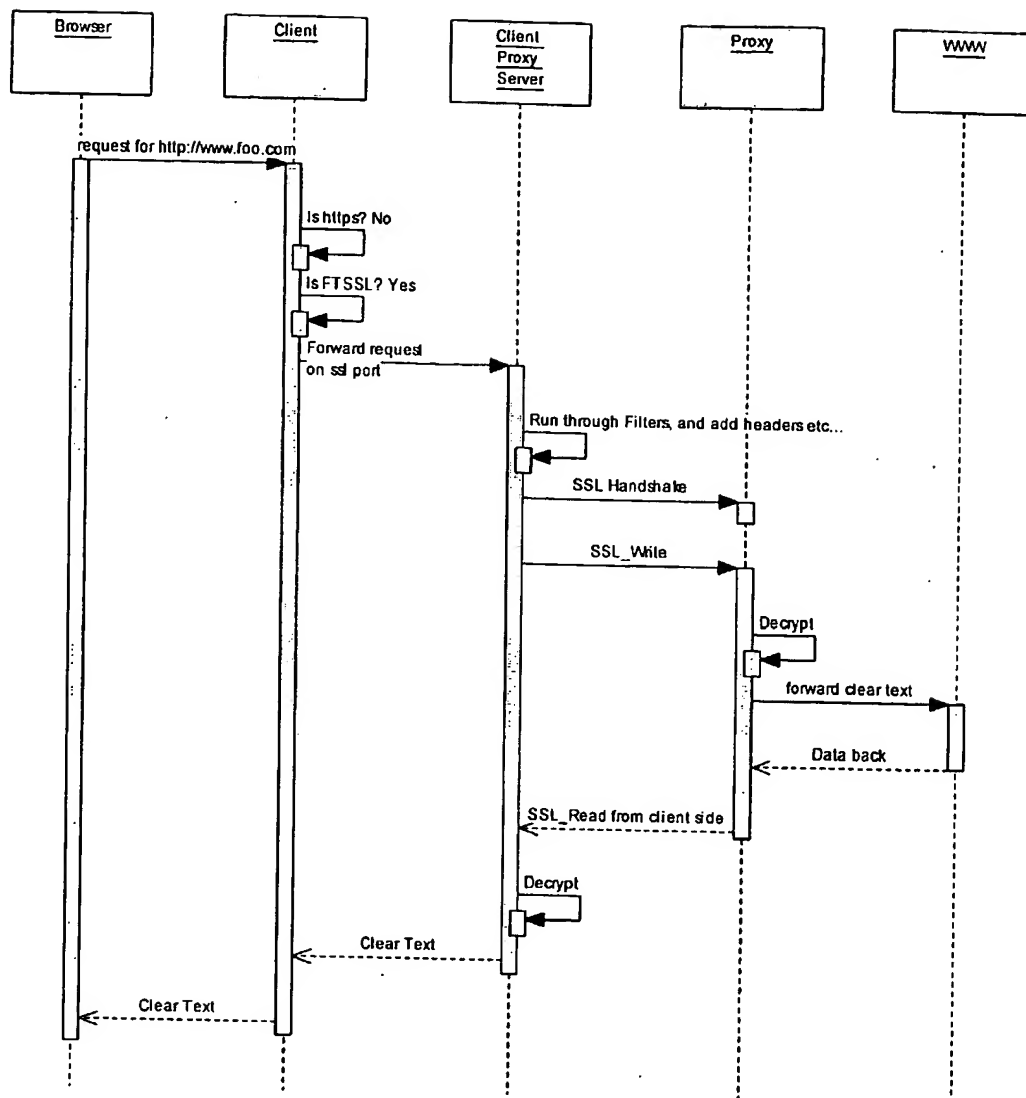 Browser
Client
Client
Proxy
Server
Proxy
WWW
request for http://www.foo.com
Is https? No
Is FTSSL? Yes
Forward request
on ssl port
Run through Filters, and add headers etc...
SSL Handshake
SSL_Write
Decrypt
forward clear text
Data back
SSL_Read from client side
Decrypt
Clear Text
Clear Text